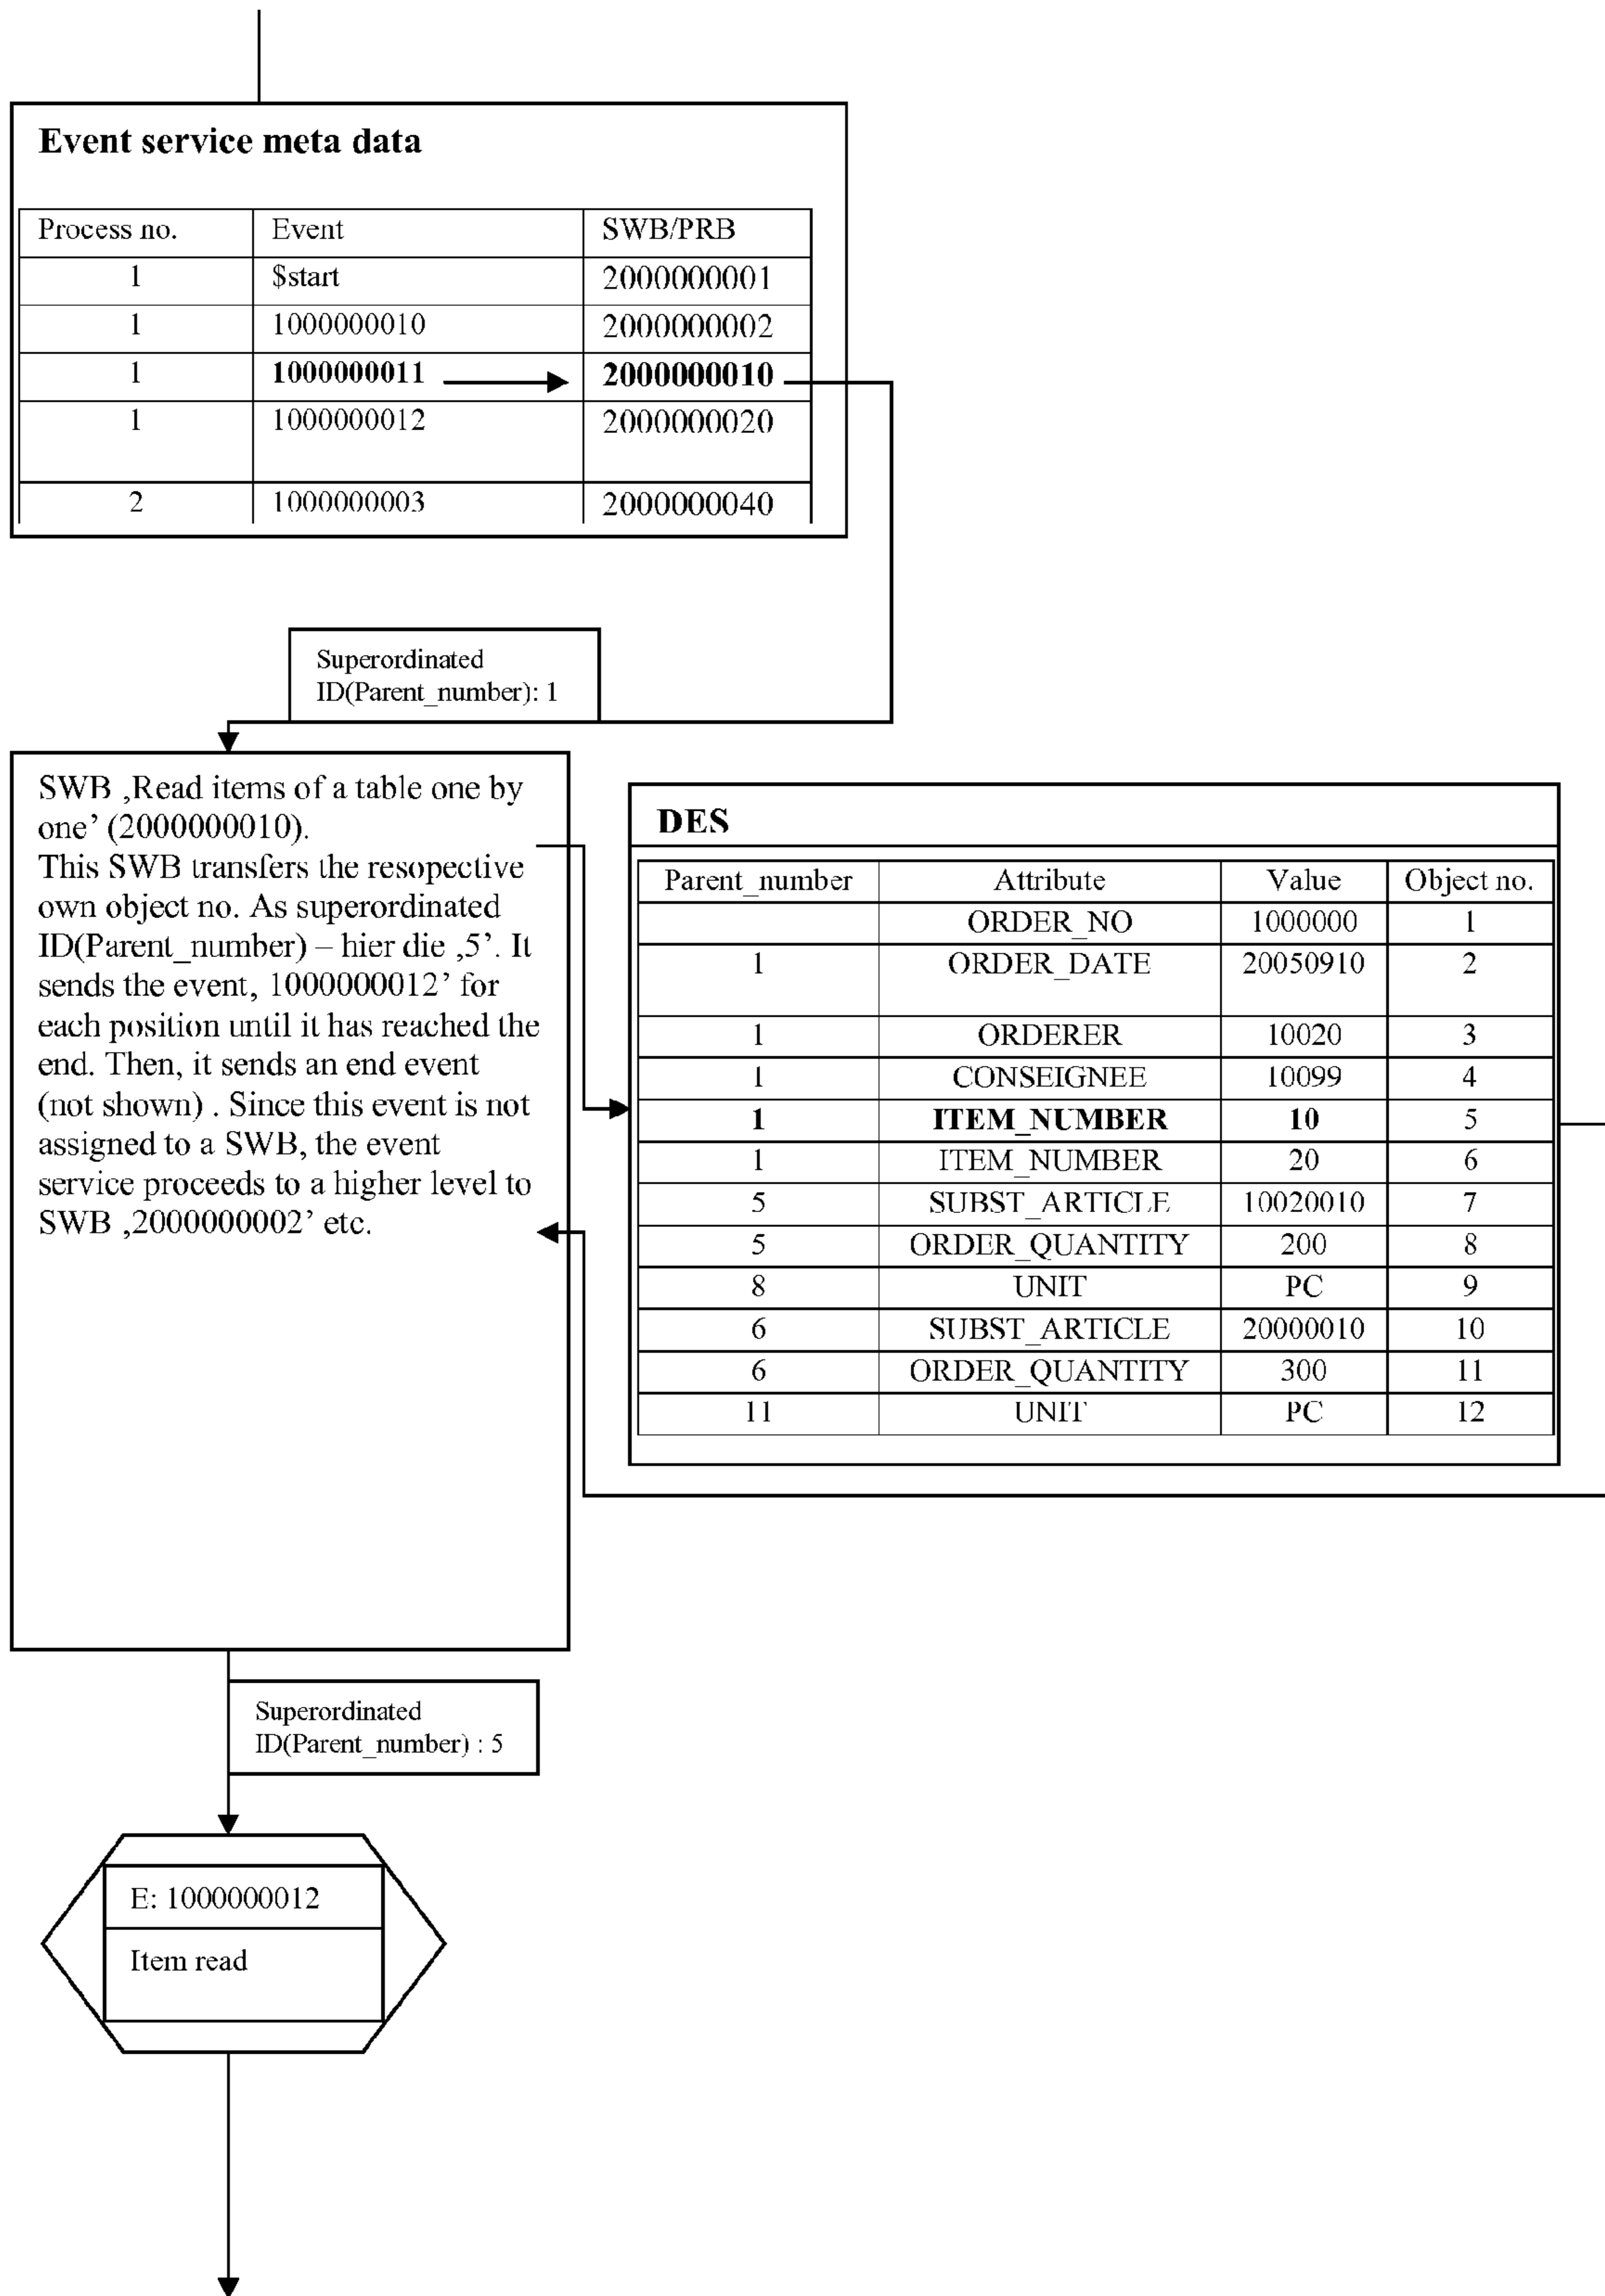 Event service meta data
Process no. Event SWB/PRB
1 $start 2000000001
1 1000000010 2000000002
1 1000000011 2000000010
1 1000000012 2000000020
2 1000000003 2000000040
Superordinated
ID(Parent_number): 1
SWB ‚Read items of a table one by
one’ (2000000010).
This SWB transfers the resopective
own object no. As superordinated
ID(Parent_number) – hier die ‚5’. It
sends the event, 1000000012’ for
each position until it has reached the
end. Then, it sends an end event
(not shown) . Since this event is not
assigned to a SWB, the event
service proceeds to a higher level to
SWB ‚2000000002’ etc.
DES
Parent_number Attribute Value Object no.
ORDER_NO 1000000 1
1 ORDER_DATE 20050910 2
1 ORDERER 10020 3
1 CONSEIGNEE 10099 4
1 ITEM_NUMBER 10 5
1 ITEM_NUMBER 20 6
5 SUBST_ARTICLE 10020010 7
5 ORDER_QUANTITY 200 8
8 UNIT PC 9
6 SUBST_ARTICLE 20000010 10
6 ORDER_QUANTITY 300 11
11 UNIT PC 12
Superordinated
ID(Parent_number) : 5
E: 1000000012
Item read